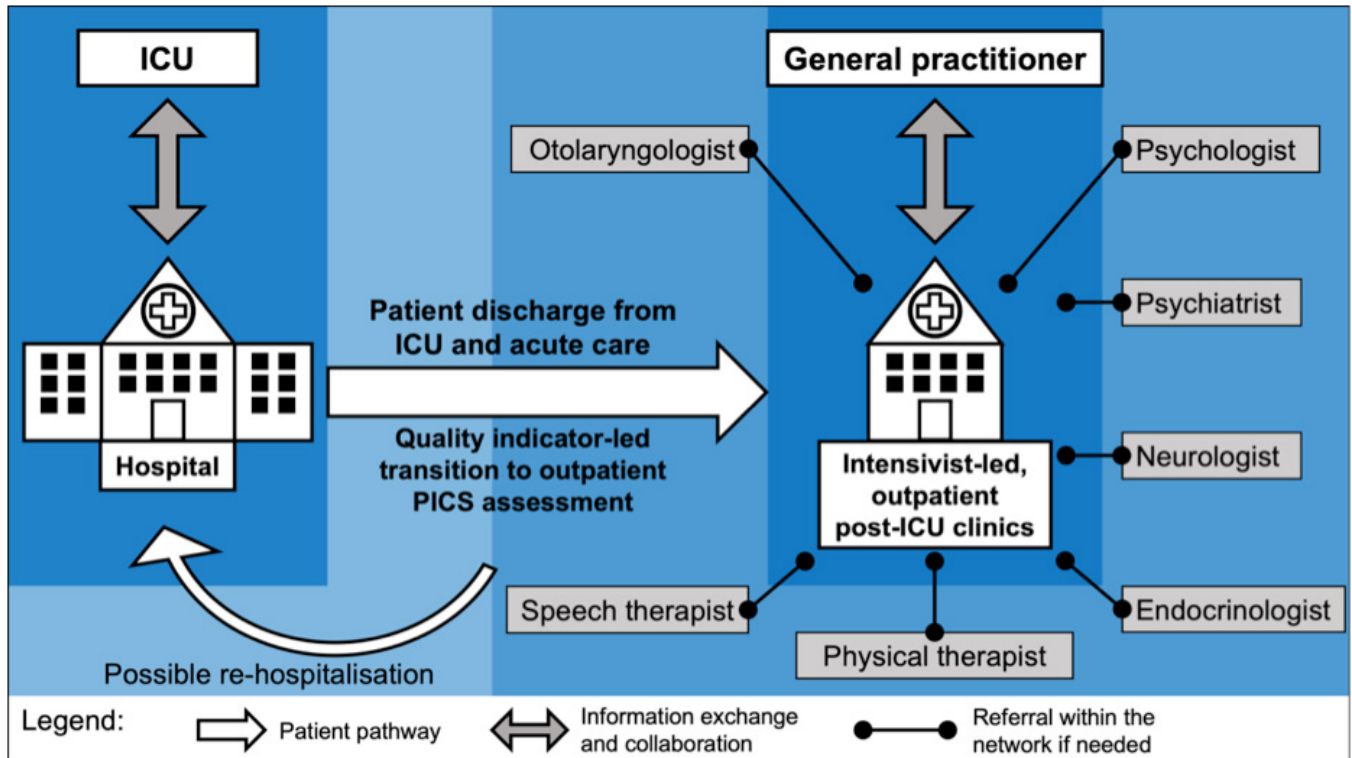 ICU
General practitioner
Otolaryngologist
Psychologist
Psychiatrist
Patient discharge from
ICU and acute care
Quality indicator-led
transition to outpatient
PICS assessment
Hospital
Neurologist
Intensivist-led,
outpatient
post-ICU clinics
Speech therapist
Physical therapist
Endocrinologist
Possible re-hospitalisation
Legend:
Patient pathway
Information exchange
and collaboration
Referral within the
network if needed